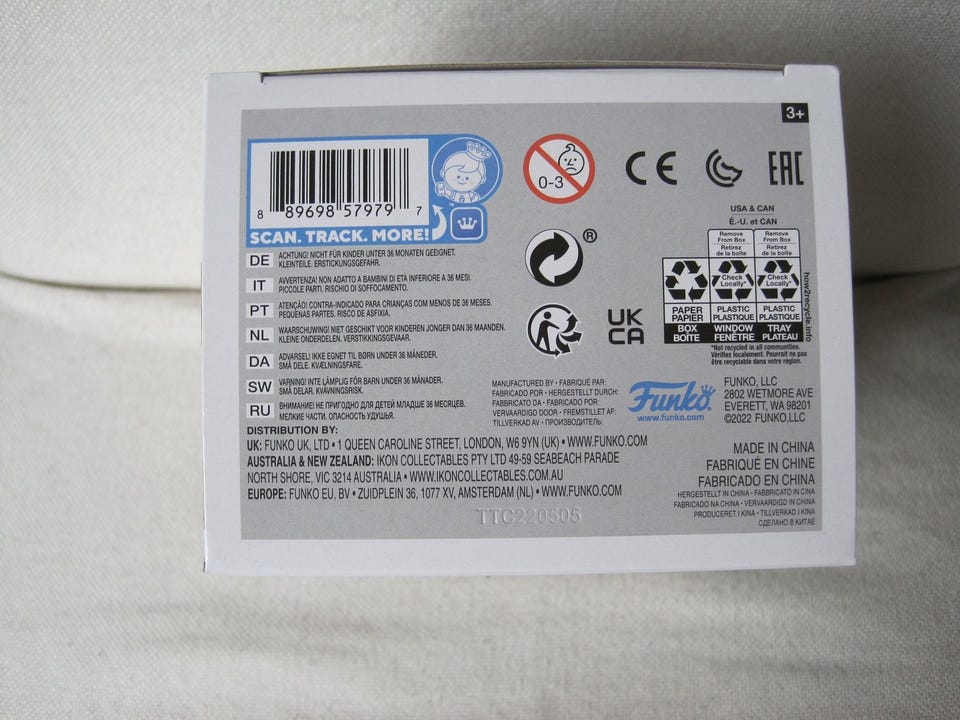 3+
8 89698 57979 7
SCAN. TRACK. MORE!
™
0-3
CE
EAC
®
UK
CA
USA & CAN
É.-U. et CAN
Remove From Box
Retirez de la boîte
Remove From Box
Retirez de la boîte
Check Locally*
Check Locally*
PAPER
PAPIER
PLASTIC
PLASTIQUE
PLASTIC
PLASTIQUE
BOX
BOÎTE
WINDOW
FENÊTRE
TRAY
PLATEAU
how2recycle.info
*Not recycled in all communities.
Vérifiez localement. Pourrait ne pas
être recyclable dans votre région.
DE ACHTUNG! NICHT FÜR KINDER UNTER 36 MONATEN GEEIGNET.
KLEINTEILE. ERSTICKUNGSGEFAHR.
IT AVVERTENZA! NON ADATTO A BAMBINI DI ETÀ INFERIORE A 36 MESI.
PICCOLE PARTI. RISCHIO DI SOFFOCAMENTO.
PT ATENÇÃO! CONTRA-INDICADO PARA CRIANÇAS COM MENOS DE 36 MESES.
PEQUENAS PARTES. RISCO DE ASFIXIA.
NL WAARSCHUWING! NIET GESCHIKT VOOR KINDEREN JONGER DAN 36 MAANDEN.
KLEINE ONDERDELEN. VERSTIKKINGSGEVAAR.
DA ADVARSEL! IKKE EGNET TIL BØRN UNDER 36 MÅNEDER.
SMÅ DELE. KVÆLNINGSFARE.
SW VARNING! INTE LÄMPLIG FÖR BARN UNDER 36 MÅNADER.
SMÅ DELAR. KVÄVNINGSRISK.
RU ВНИМАНИЕ! НЕ ПРИГОДНО ДЛЯ ДЕТЕЙ МЛАДШЕ 36 МЕСЯЦЕВ.
МЕЛКИЕ ЧАСТИ. ОПАСНОСТЬ УДУШЬЯ.
MANUFACTURED BY • FABRIQUÉ PAR:
FABRICADO POR • HERGESTELLT DURCH:
FABBRICATO DA • FABRICADO POR:
VERVAARDIGD DOOR • FREMSTILLET AF:
TILLVERKAD AV • ПРОИЗВОДИТЕЛЬ:
Funko
www.funko.com
FUNKO, LLC
2802 WETMORE AVE
EVERETT, WA 98201
©2022 FUNKO,LLC
DISTRIBUTION BY:
UK: FUNKO UK, LTD • 1 QUEEN CAROLINE STREET, LONDON, W6 9YN (UK) • WWW.FUNKO.COM
AUSTRALIA & NEW ZEALAND: IKON COLLECTABLES PTY LTD 49-59 SEABEACH PARADE
NORTH SHORE, VIC 3214 AUSTRALIA • WWW.IKONCOLLECTABLES.COM.AU
EUROPE: FUNKO EU, BV • ZUIDPLEIN 36, 1077 XV, AMSTERDAM (NL) • WWW.FUNKO.COM
MADE IN CHINA
FABRIQUÉ EN CHINE
FABRICADO EN CHINA
HERGESTELLT IN CHINA • FABBRICATO IN CINA
FABRICADO NA CHINA • VERVAARDIGD IN CHINA
PRODUCERET I KINA • TILLVERKAD I KINA
СДЕЛАНО В КИТАЕ
TTC220505